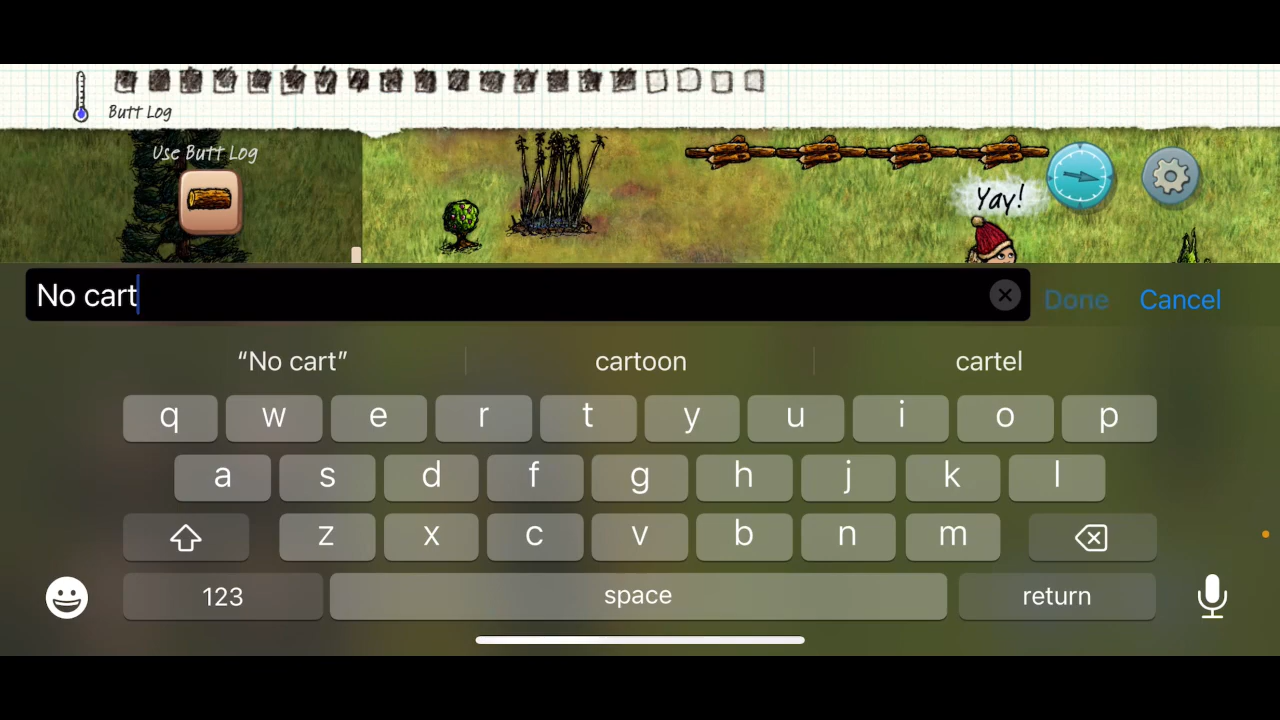 Butt Log
Use Butt Log
Yay!
No cart
Done Cancel
“No cart” cartoon cartel
q w e r t y u i o p
a s d f g h j k l
z x c v b n m
123 space return